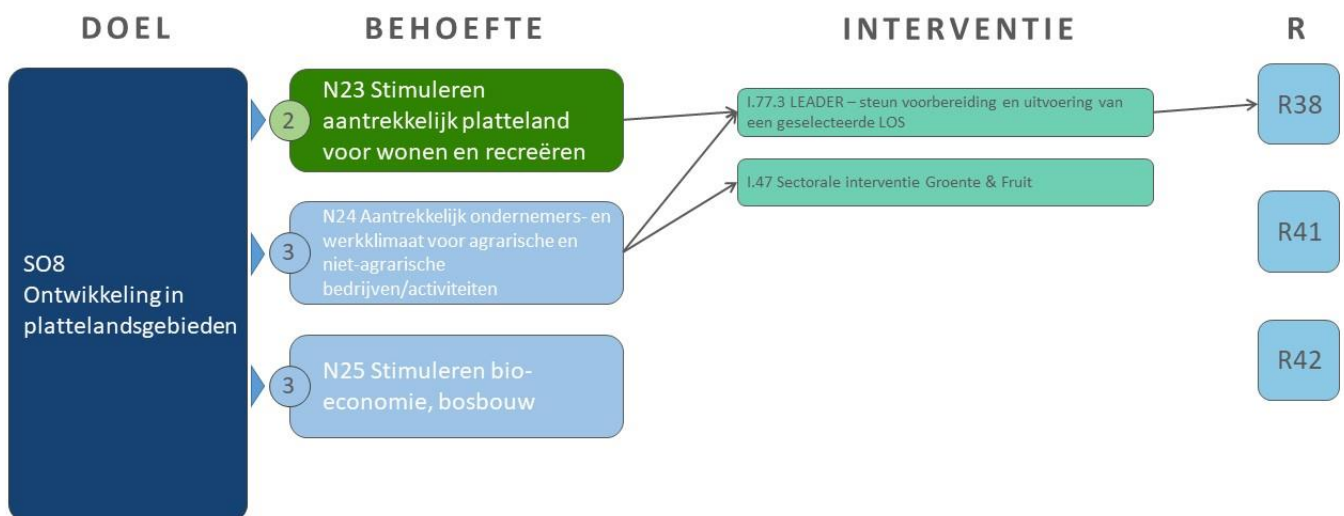 DOEL
BEHOEFTE
INTERVENTIE
R
SO8
Ontwikkeling in
plattelandsgebieden
2
N23 Stimuleren
aantrekkelijk platteland
voor wonen en recreëren
3
N24 Aantrekkelijk ondernemers- en
werkklimaat voor agrarische en
niet-agrarische
bedrijven/activiteiten
3
N25 Stimuleren bio-
economie, bosbouw
I.77.3 LEADER – steun voorbereiding en uitvoering van
een geselecteerde LOS
I.47 Sectorale interventie Groente & Fruit
R38
R41
R42